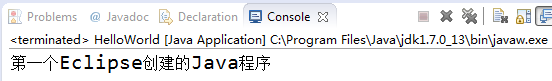 Problems @ Javadoc Declaration Console
<terminated> HelloWorld [Java Application] C:\Program Files\Java\jdk1.7.0_13\bin\javaw.exe
第一个Eclipse创建的Java程序